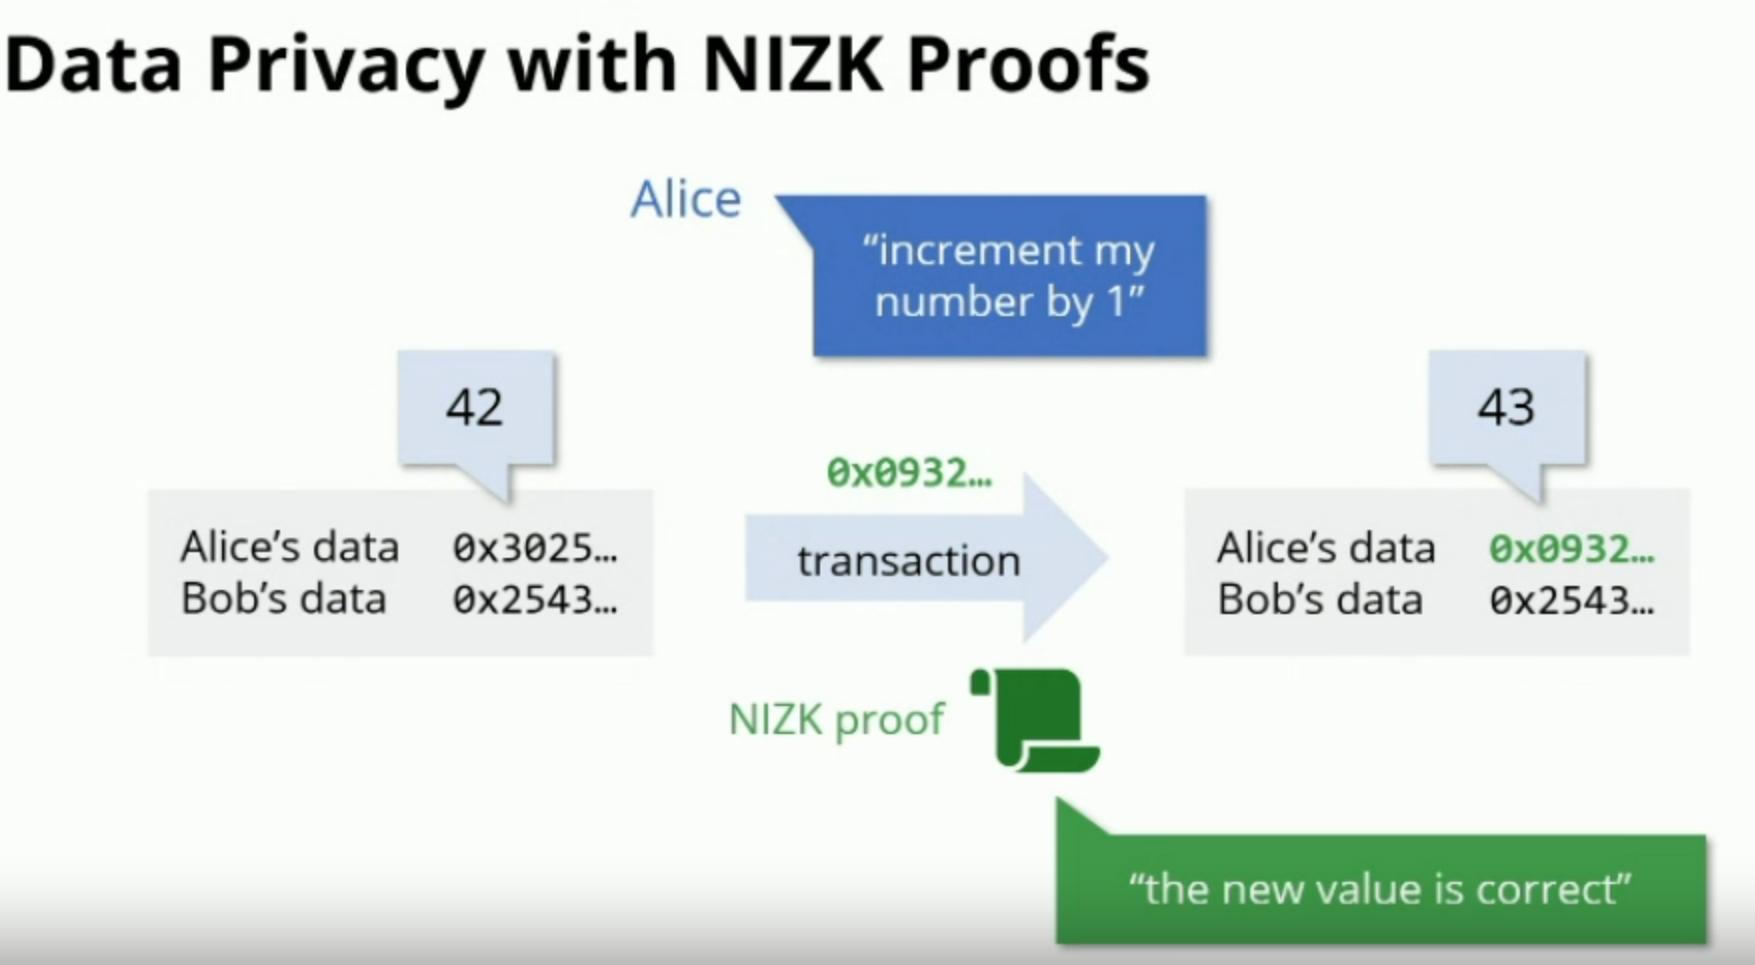 Data Privacy with NIZK Proofs
Alice
“increment my
number by 1”
42
43
0x0932…
Alice’s data 0x3025…
Bob’s data 0x2543…
transaction
Alice’s data 0x0932…
Bob’s data 0x2543…
NIZK proof
“the new value is correct”